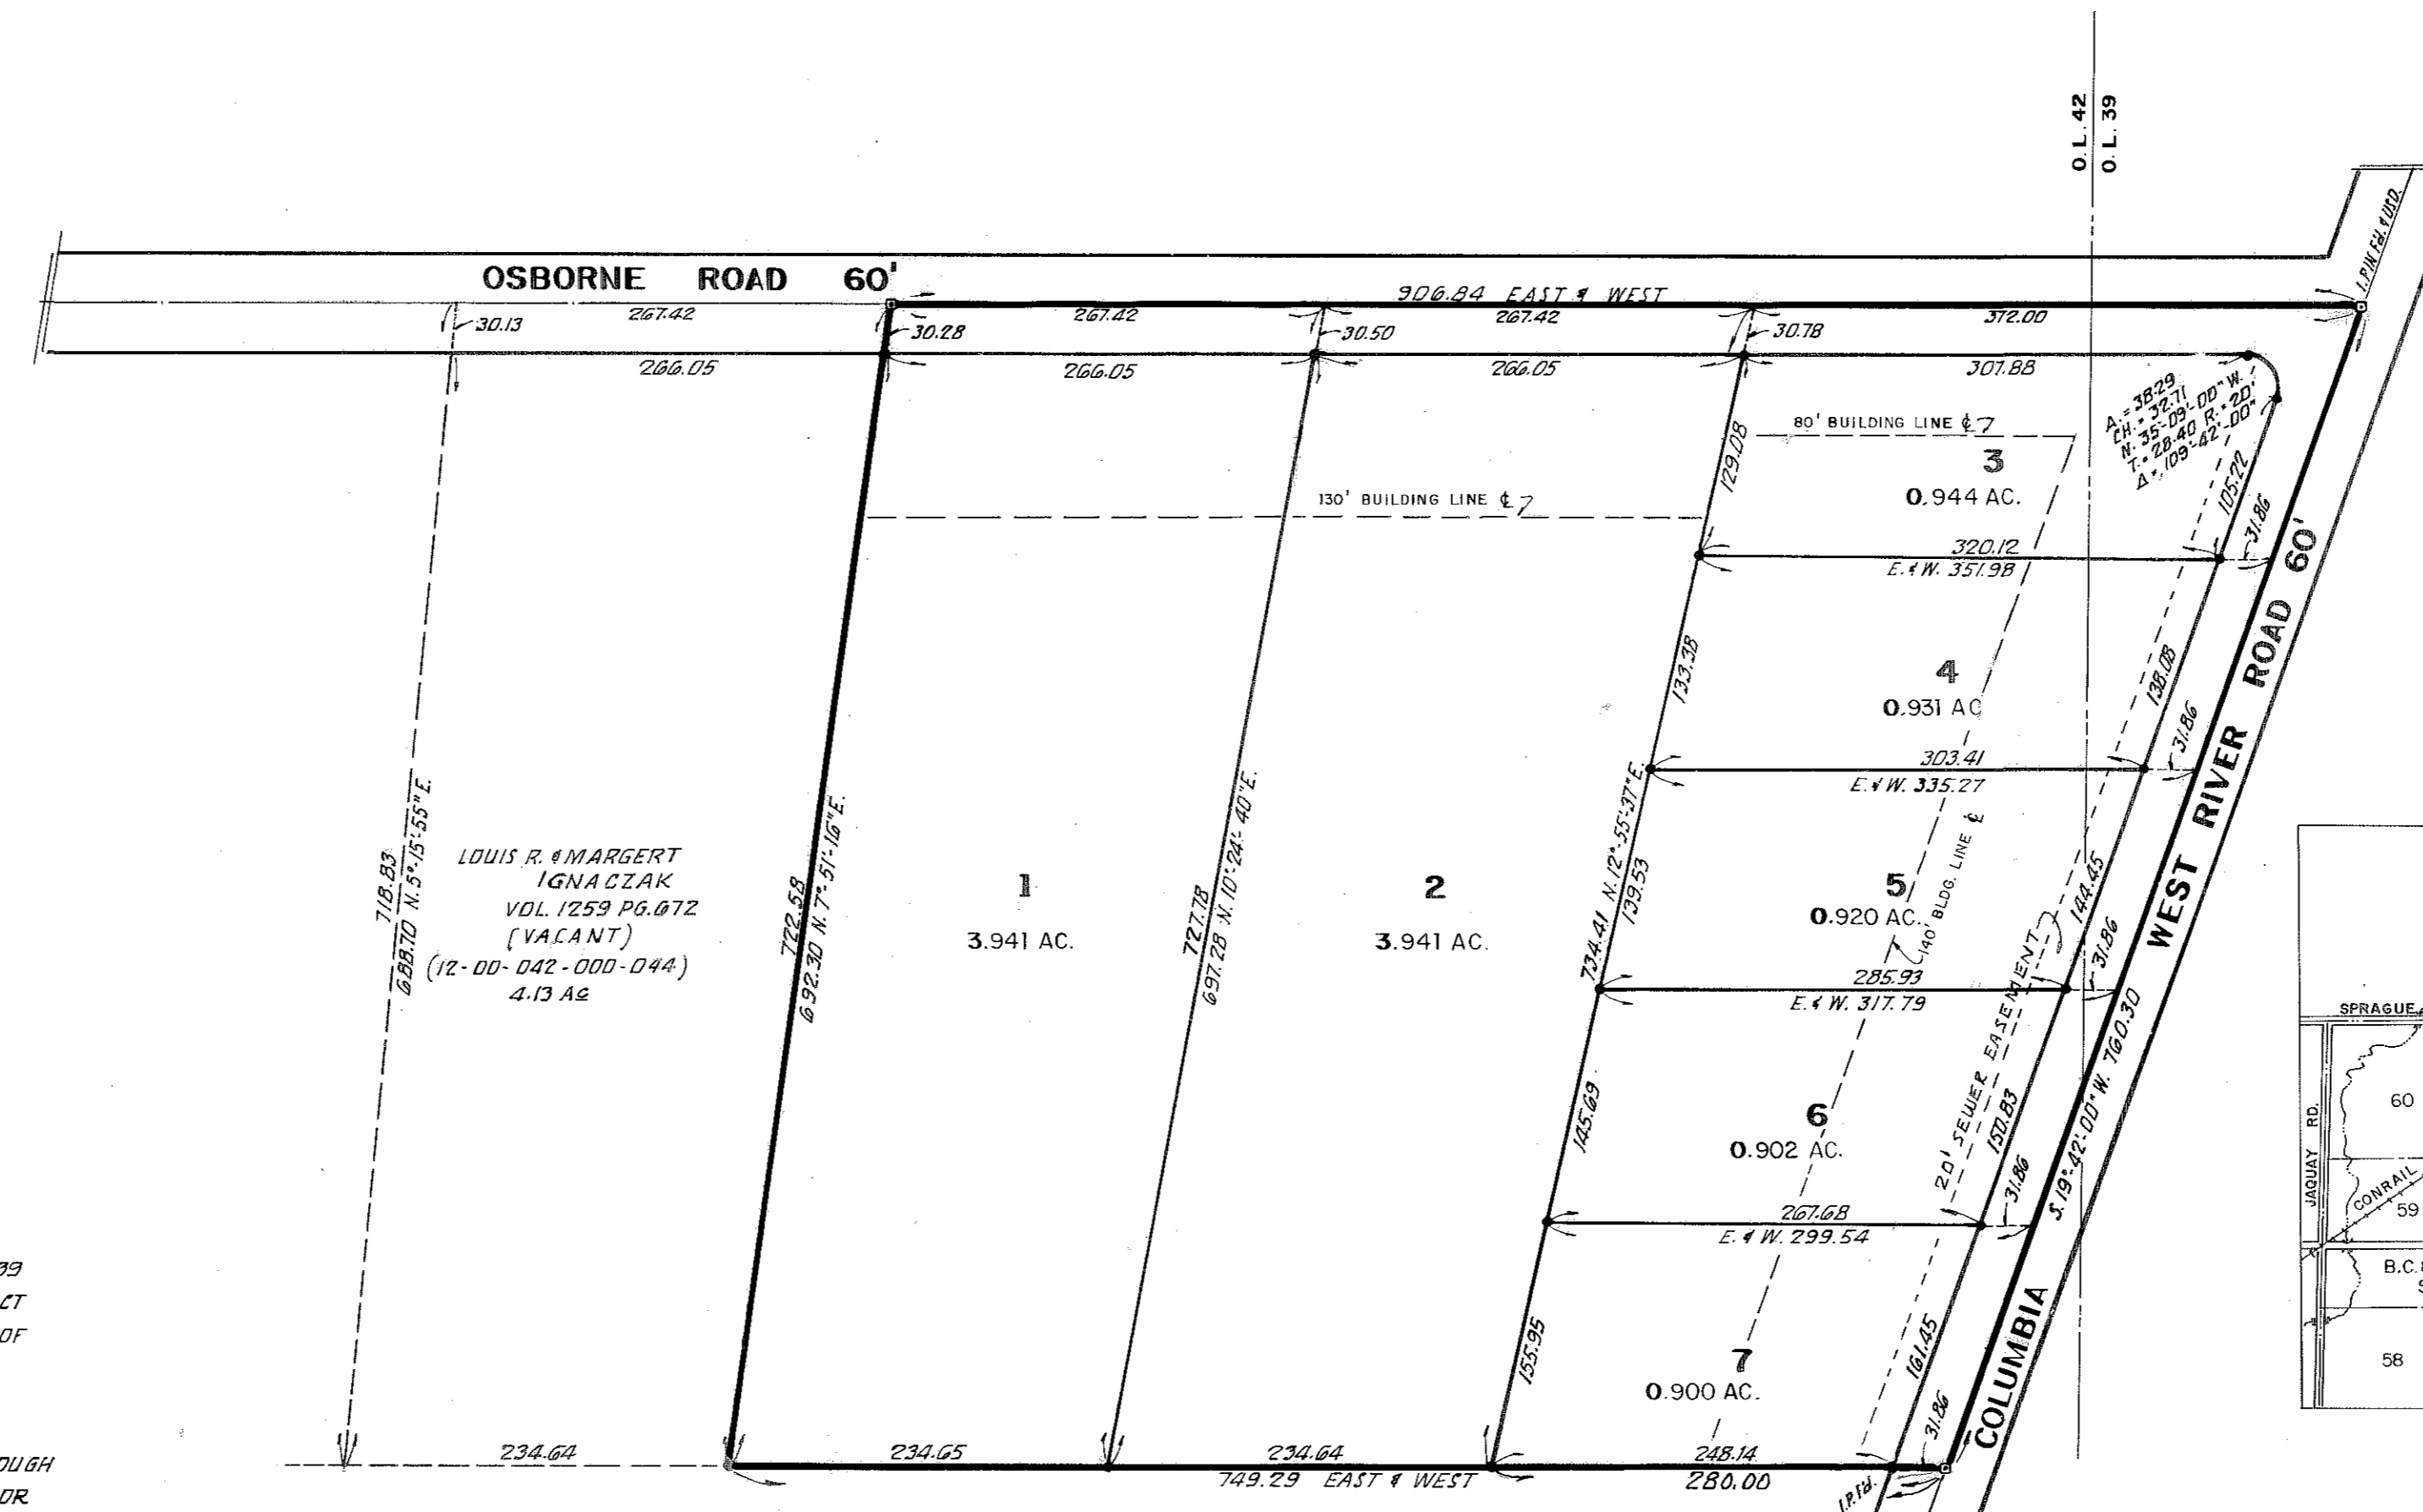 O.L. 42
O.L. 39
I. PIN F'd. & USD.
OSBORNE ROAD 60'
906.84 EAST & WEST
267.42
267.42
267.42
372.00
30.13
30.28
30.50
30.78
266.05
266.05
266.05
307.88
A. = 38.29
CH. = 32.71
N. 35°-09'-00" W.
T. = 28.40 R. = 20'
Δ = 109°-42'-00"
80' BUILDING LINE ℄
3
0.944 AC.
129.08
105.22
31.86
130' BUILDING LINE ℄
320.12
E. & W. 351.98
133.38
4
0.931 AC
138.08
31.86
303.41
E. & W. 335.27
718.83
688.70 N. 5°-15'-55" E.
LOUIS R. & MARGERT
IGNACZAK
VOL. 1259 PG. 672
(VACANT)
(12-00-042-000-044)
4.13 AC
722.58
692.30 N. 7°-51'-16" E.
1
3.941 AC.
727.78
697.28 N. 10°-24'-40" E.
2
3.941 AC.
734.41 N. 12°-55'-37" E.
139.53
5
0.920 AC.
140' BLDG. LINE ℄
144.45
31.86
285.93
E. & W. 317.79
145.69
6
0.902 AC.
20' SEWER EASEMENT
150.83
31.86
267.68
E. & W. 299.54
155.95
7
0.900 AC.
161.45
31.86
S. 19°-42'-00" W. 760.30
COLUMBIA WEST RIVER ROAD 60'
234.64
234.65
234.64
248.14
749.29 EAST & WEST
280.00
I.P. F'd.
SPRAGUE
JAQUAY RD.
60
CONRAIL
59
B.C.
58
39
CT
OF
OUGH
OR